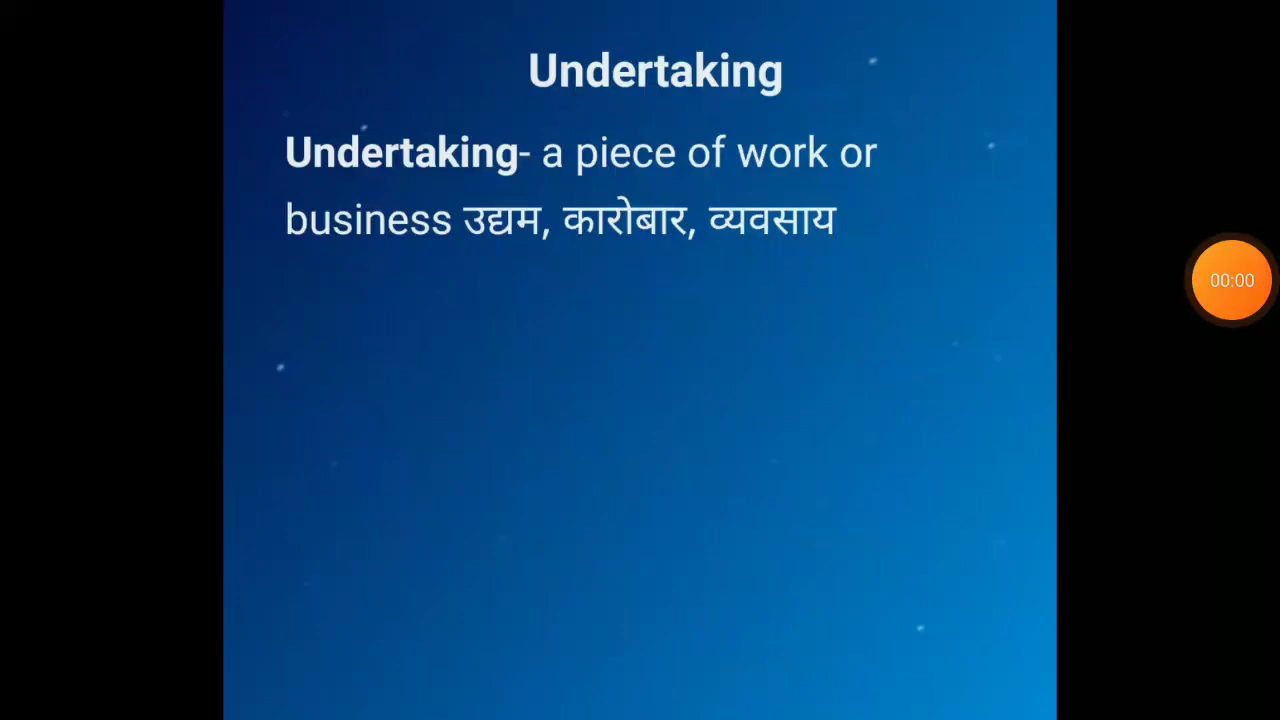 Undertaking
Undertaking- a piece of work or
business उद्यम, कारोबार, व्यवसाय
00:00